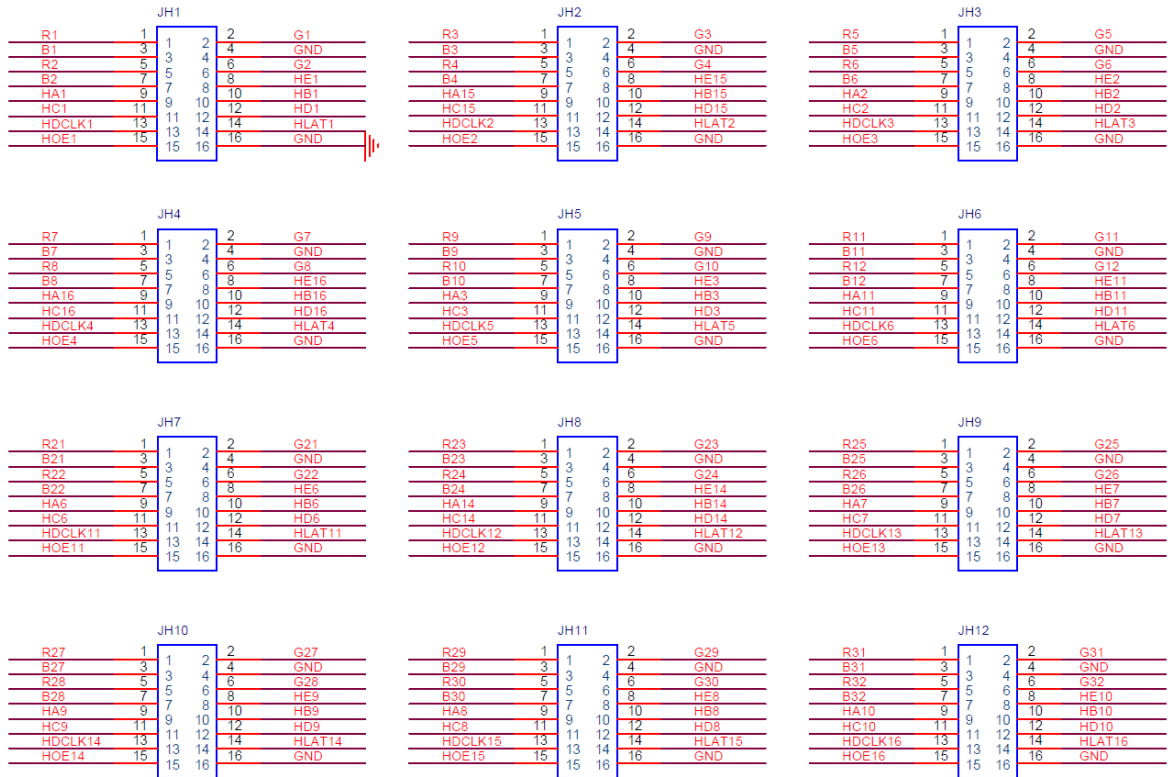 JH1 JH2 JH3
R1 1 1 2 2 G1 R3 1 1 2 2 G3 R5 1 1 2 2 G5
B1 3 3 4 4 GND B3 3 3 4 4 GND B5 3 3 4 4 GND
R2 5 5 6 6 G2 R4 5 5 6 6 G4 R6 5 5 6 6 G6
B2 7 7 8 8 HE1 B4 7 7 8 8 HE15 B6 7 7 8 8 HE2
HA1 9 9 10 10 HB1 HA15 9 9 10 10 HB15 HA2 9 9 10 10 HB2
HC1 11 11 12 12 HD1 HC15 11 11 12 12 HD15 HC2 11 11 12 12 HD2
HDCLK1 13 13 14 14 HLAT1 HDCLK2 13 13 14 14 HLAT2 HDCLK3 13 13 14 14 HLAT3
HOE1 15 15 16 16 GND HOE2 15 15 16 16 GND HOE3 15 15 16 16 GND
JH4 JH5 JH6
R7 1 1 2 2 G7 R9 1 1 2 2 G9 R11 1 1 2 2 G11
B7 3 3 4 4 GND B9 3 3 4 4 GND B11 3 3 4 4 GND
R8 5 5 6 6 G8 R10 5 5 6 6 G10 R12 5 5 6 6 G12
B8 7 7 8 8 HE16 B10 7 7 8 8 HE3 B12 7 7 8 8 HE11
HA16 9 9 10 10 HB16 HA3 9 9 10 10 HB3 HA11 9 9 10 10 HB11
HC16 11 11 12 12 HD16 HC3 11 11 12 12 HD3 HC11 11 11 12 12 HD11
HDCLK4 13 13 14 14 HLAT4 HDCLK5 13 13 14 14 HLAT5 HDCLK6 13 13 14 14 HLAT6
HOE4 15 15 16 16 GND HOE5 15 15 16 16 GND HOE6 15 15 16 16 GND
JH7 JH8 JH9
R21 1 1 2 2 G21 R23 1 1 2 2 G23 R25 1 1 2 2 G25
B21 3 3 4 4 GND B23 3 3 4 4 GND B25 3 3 4 4 GND
R22 5 5 6 6 G22 R24 5 5 6 6 G24 R26 5 5 6 6 G26
B22 7 7 8 8 HE6 B24 7 7 8 8 HE14 B26 7 7 8 8 HE7
HA6 9 9 10 10 HB6 HA14 9 9 10 10 HB14 HA7 9 9 10 10 HB7
HC6 11 11 12 12 HD6 HC14 11 11 12 12 HD14 HC7 11 11 12 12 HD7
HDCLK11 13 13 14 14 HLAT11 HDCLK12 13 13 14 14 HLAT12 HDCLK13 13 13 14 14 HLAT13
HOE11 15 15 16 16 GND HOE12 15 15 16 16 GND HOE13 15 15 16 16 GND
JH10 JH11 JH12
R27 1 1 2 2 G27 R29 1 1 2 2 G29 R31 1 1 2 2 G31
B27 3 3 4 4 GND B29 3 3 4 4 GND B31 3 3 4 4 GND
R28 5 5 6 6 G28 R30 5 5 6 6 G30 R32 5 5 6 6 G32
B28 7 7 8 8 HE9 B30 7 7 8 8 HE8 B32 7 7 8 8 HE10
HA9 9 9 10 10 HB9 HA8 9 9 10 10 HB8 HA10 9 9 10 10 HB10
HC9 11 11 12 12 HD9 HC8 11 11 12 12 HD8 HC10 11 11 12 12 HD10
HDCLK14 13 13 14 14 HLAT14 HDCLK15 13 13 14 14 HLAT15 HDCLK16 13 13 14 14 HLAT16
HOE14 15 15 16 16 GND HOE15 15 15 16 16 GND HOE16 15 15 16 16 GND